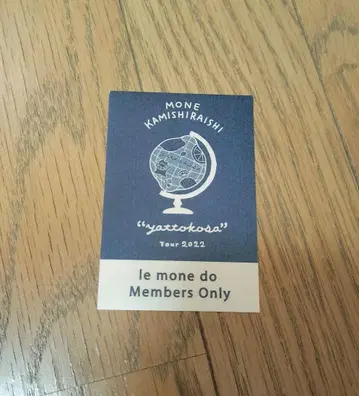 MONE
KAMISHIRAISHI
"yattokosa"
Tour 2022
le mone do
Members Only